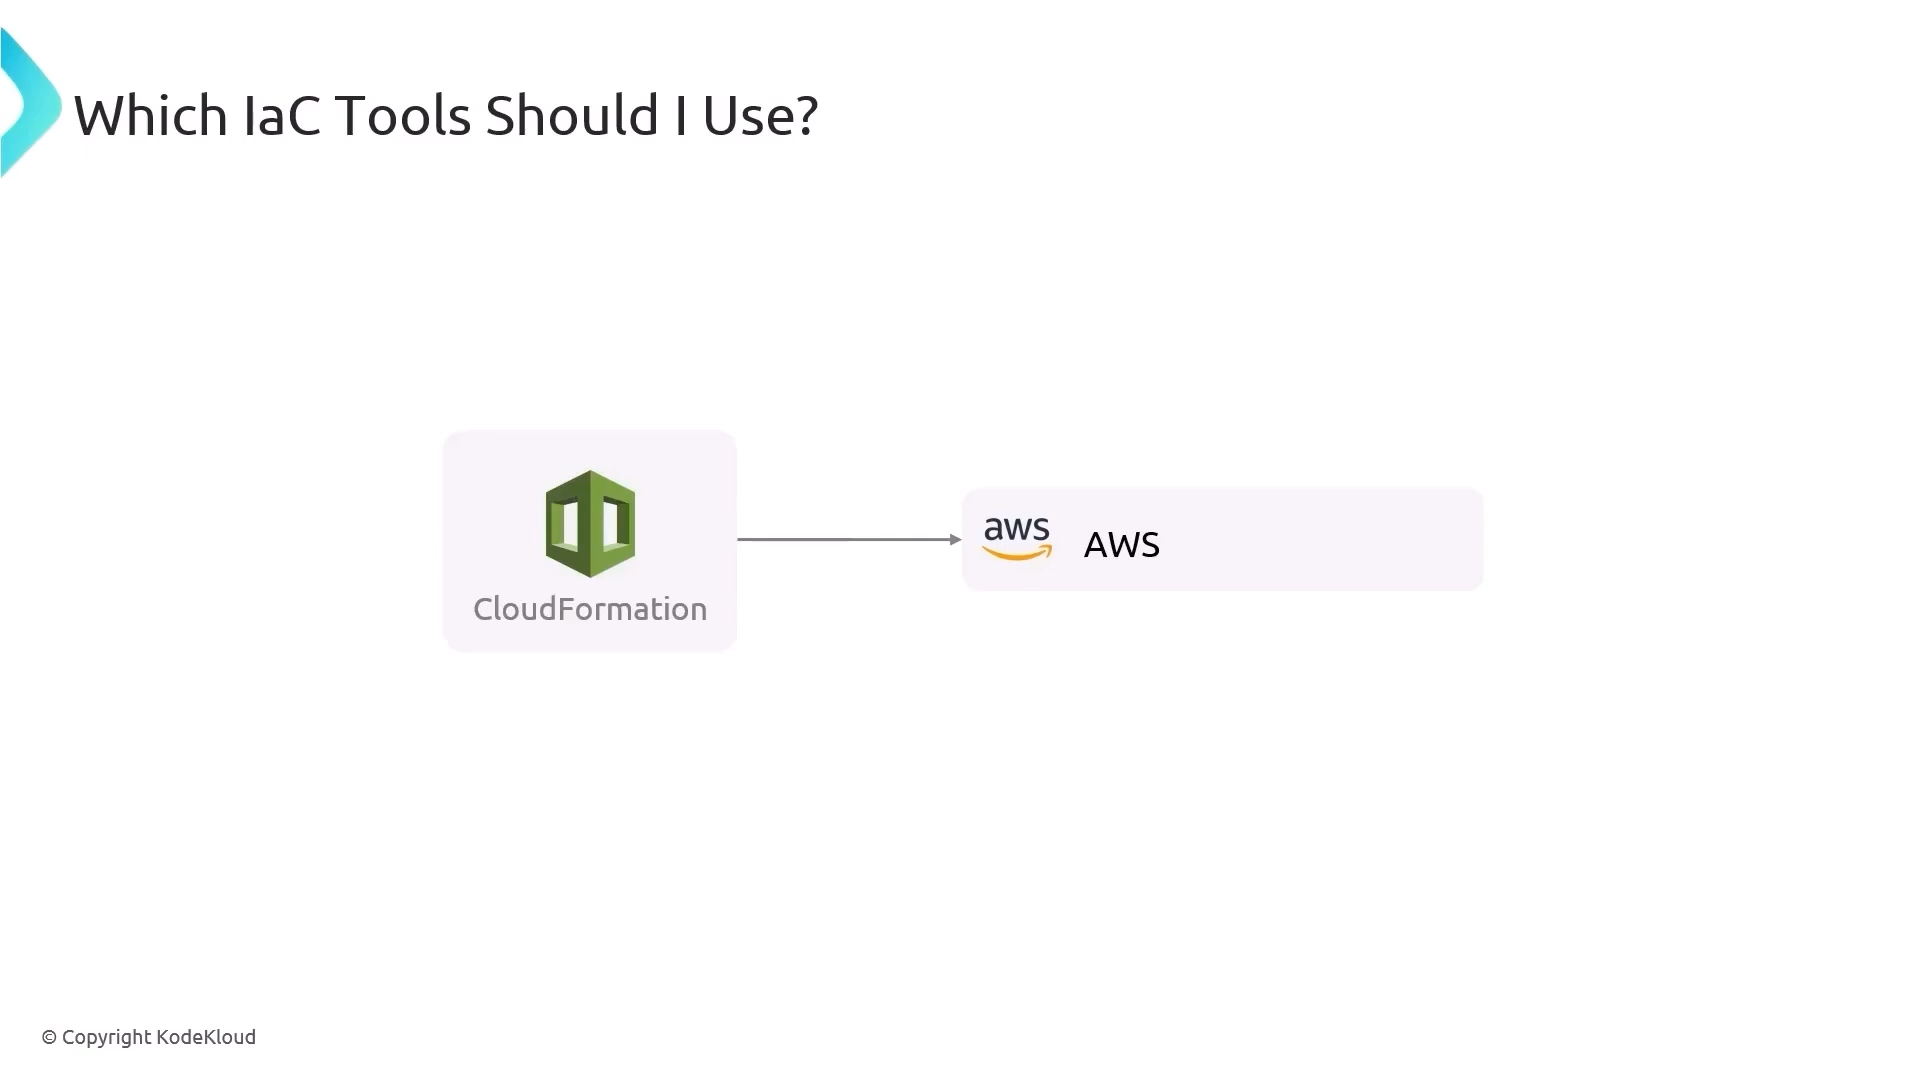 Which IaC Tools Should I Use?
CloudFormation
aws
AWS
© Copyright KodeKloud